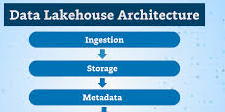 Data Lakehouse Architecture
Ingestion
Storage
Metadata